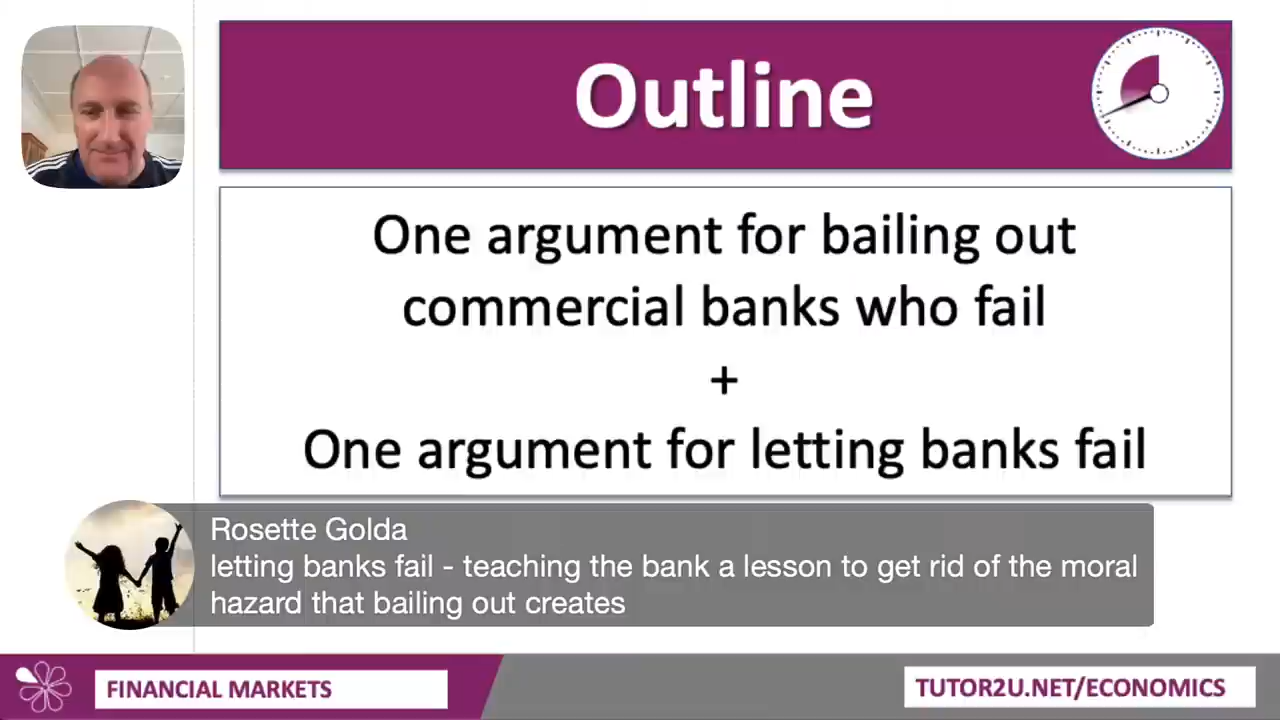 Outline
One argument for bailing out
commercial banks who fail
+
One argument for letting banks fail
Rosette Golda
letting banks fail - teaching the bank a lesson to get rid of the moral
hazard that bailing out creates
FINANCIAL MARKETS
TUTOR2U.NET/ECONOMICS